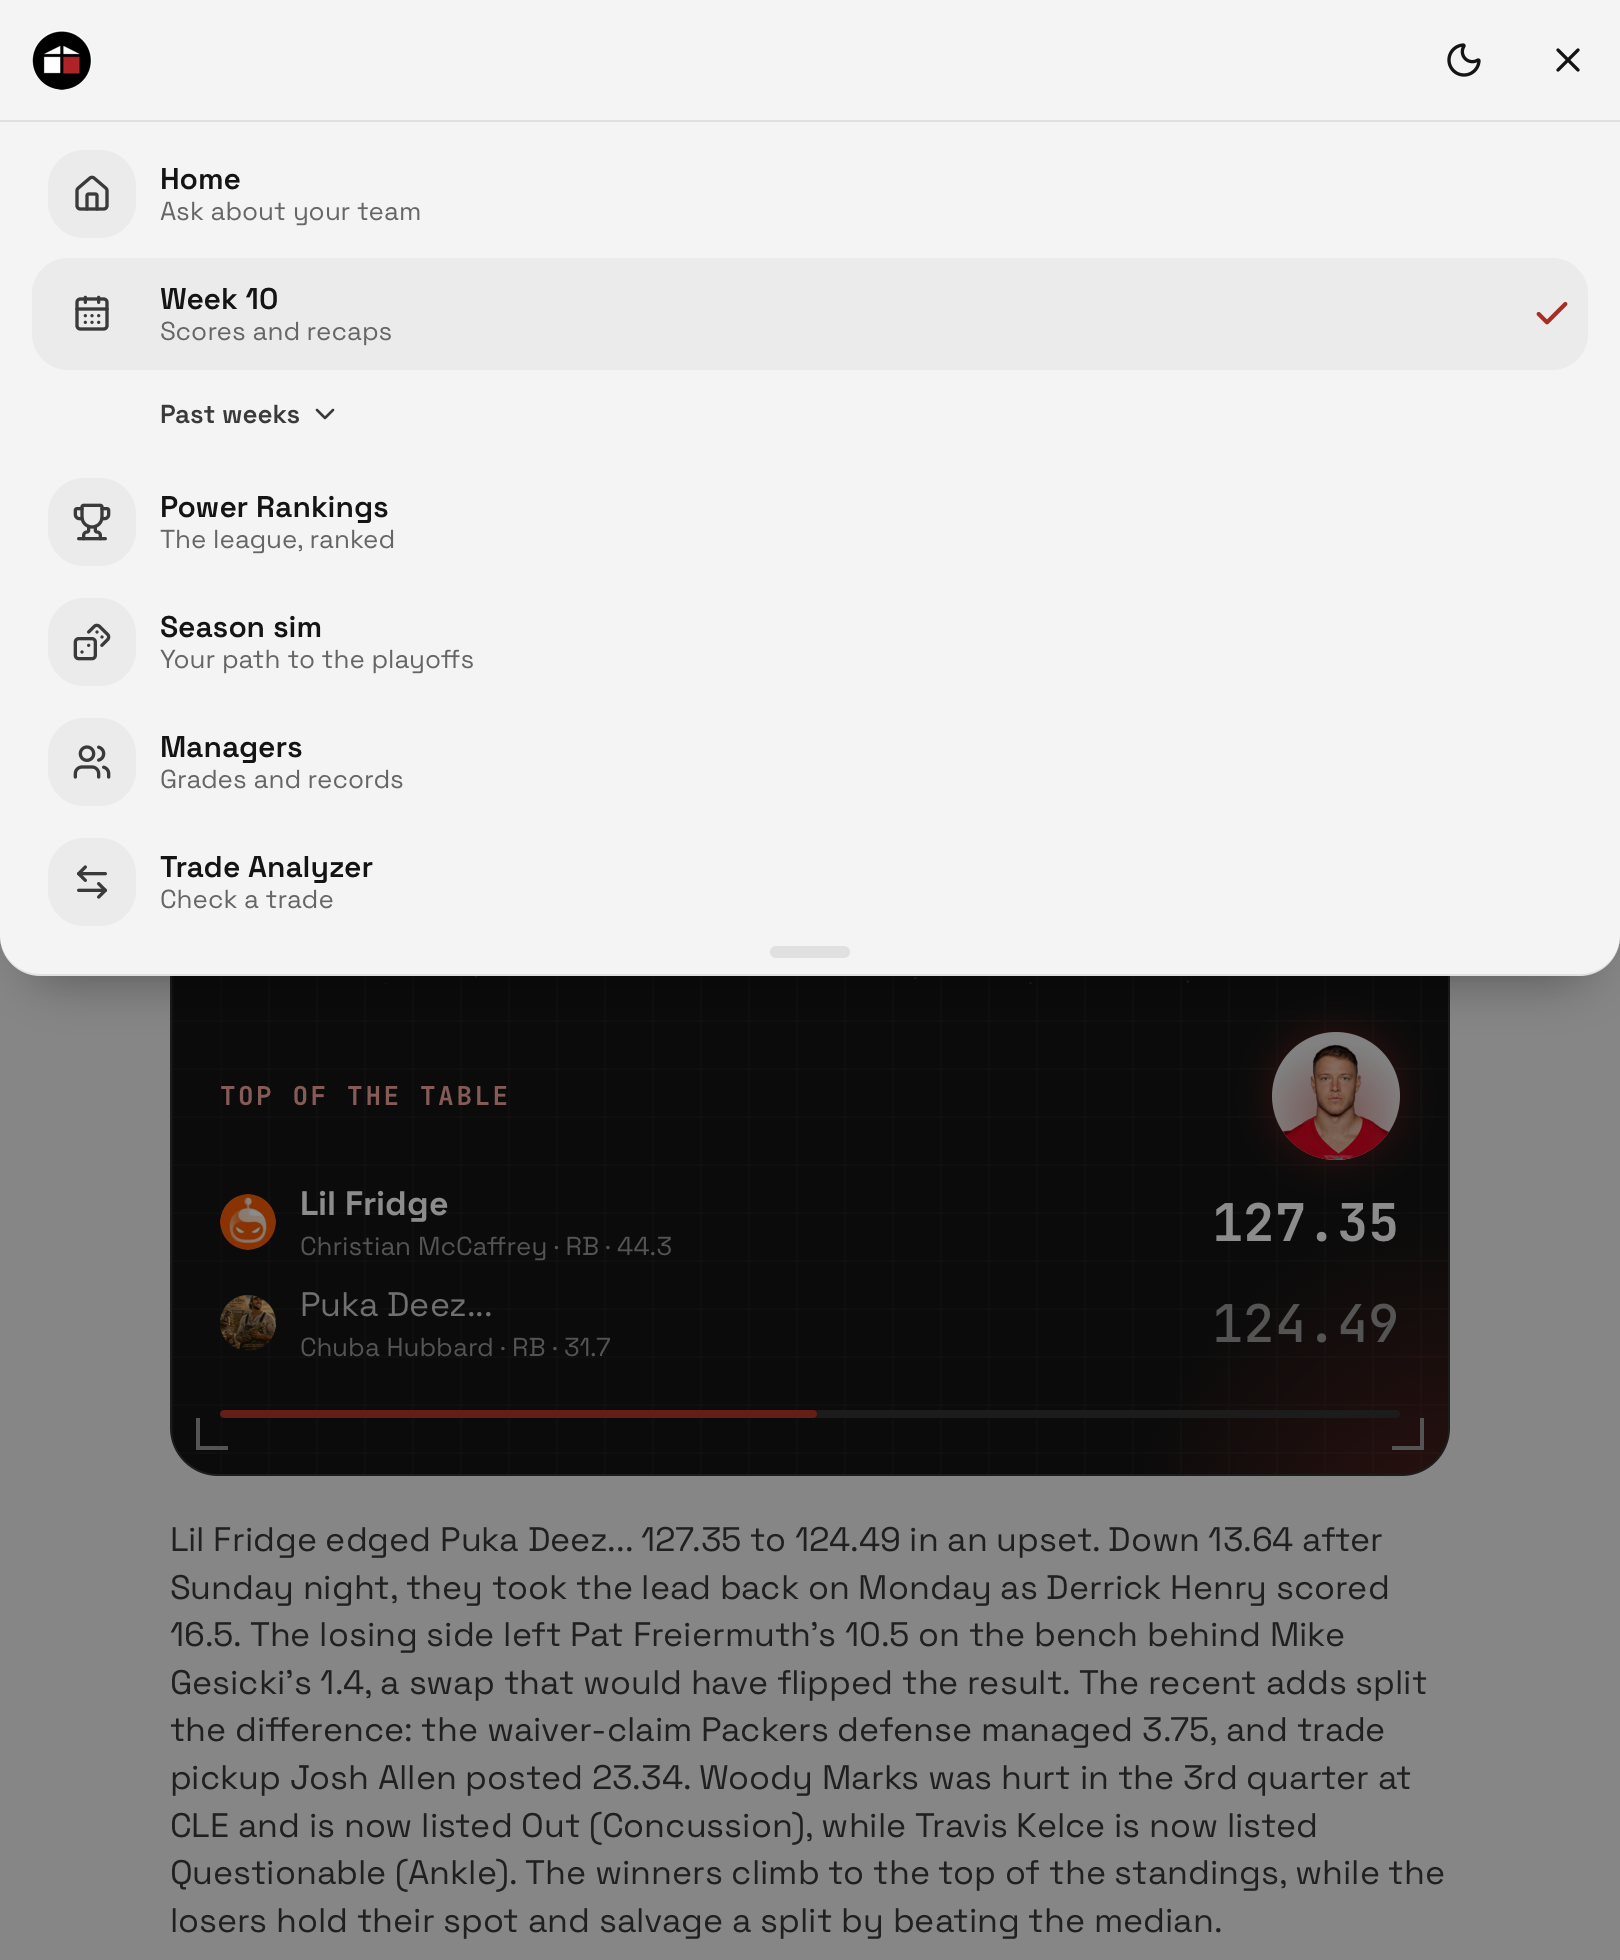 Home
Ask about your team
Week 10
Scores and recaps
Past weeks
Power Rankings
The league, ranked
Season sim
Your path to the playoffs
Managers
Grades and records
Trade Analyzer
Check a trade
TOP OF THE TABLE
Lil Fridge
127.35
Christian McCaffrey · RB · 44.3
Puka Deez...
124.49
Chuba Hubbard · RB · 31.7
Lil Fridge edged Puka Deez... 127.35 to 124.49 in an upset. Down 13.64 after
Sunday night, they took the lead back on Monday as Derrick Henry scored
16.5. The losing side left Pat Freiermuth’s 10.5 on the bench behind Mike
Gesicki’s 1.4, a swap that would have flipped the result. The recent adds split
the difference: the waiver-claim Packers defense managed 3.75, and trade
pickup Josh Allen posted 23.34. Woody Marks was hurt in the 3rd quarter at
CLE and is now listed Out (Concussion), while Travis Kelce is now listed
Questionable (Ankle). The winners climb to the top of the standings, while the
losers hold their spot and salvage a split by beating the median.